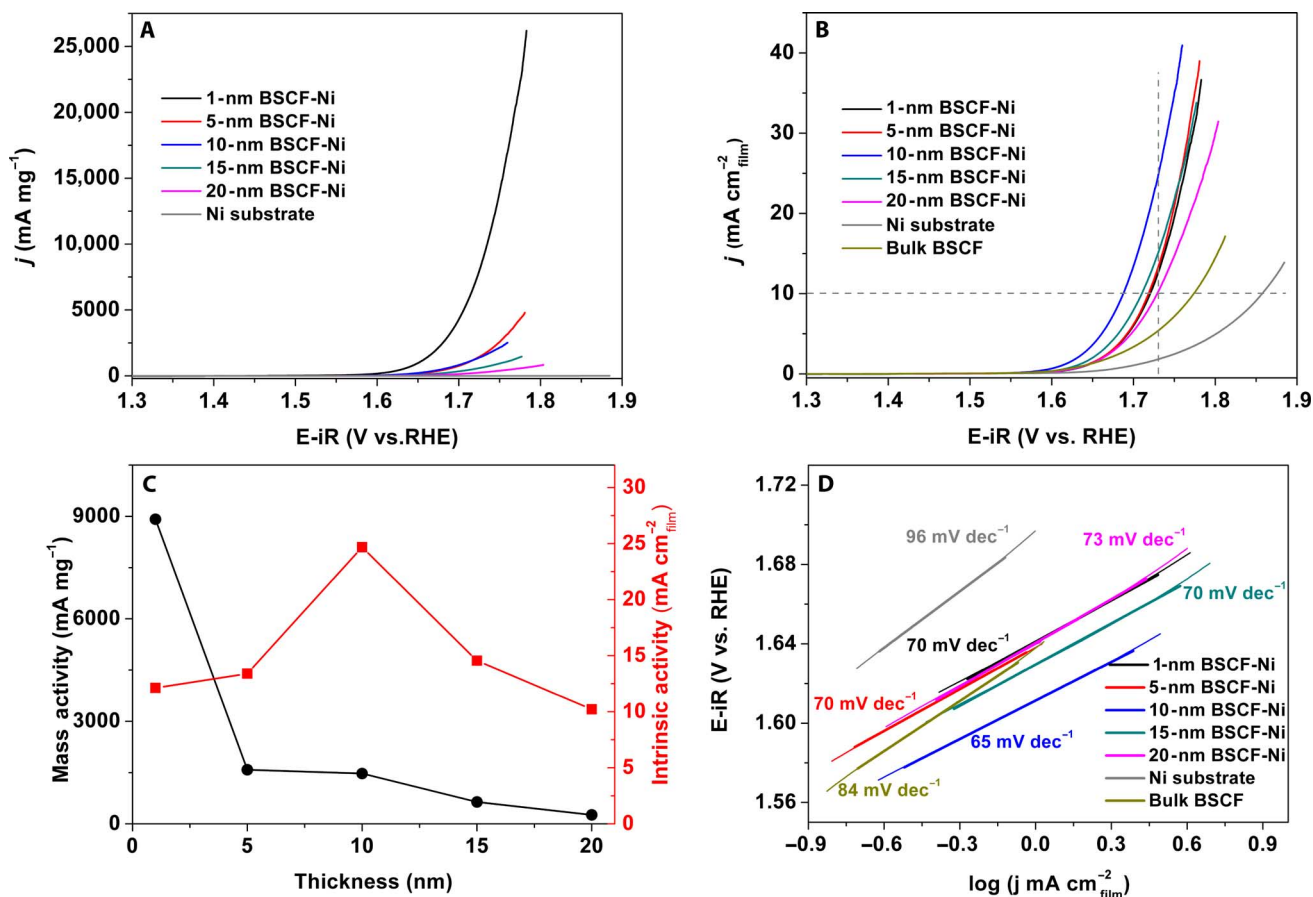 A
25,000
20,000
15,000
10,000
5000
0
j (mA mg⁻¹)
1-nm BSCF-Ni
5-nm BSCF-Ni
10-nm BSCF-Ni
15-nm BSCF-Ni
20-nm BSCF-Ni
Ni substrate
1.3 1.4 1.5 1.6 1.7 1.8 1.9
E-iR (V vs.RHE)
B
40
30
20
10
0
j (mA cm⁻²film)
1-nm BSCF-Ni
5-nm BSCF-Ni
10-nm BSCF-Ni
15-nm BSCF-Ni
20-nm BSCF-Ni
Ni substrate
Bulk BSCF
1.3 1.4 1.5 1.6 1.7 1.8 1.9
E-iR (V vs. RHE)
C
9000
6000
3000
0
Mass activity (mA mg⁻¹)
30
25
20
15
10
5
0
Intrinsic activity (mA cm⁻²film)
0 5 10 15 20
Thickness (nm)
D
1.72
1.68
1.64
1.60
1.56
E-iR (V vs. RHE)
96 mV dec⁻¹
73 mV dec⁻¹
70 mV dec⁻¹
70 mV dec⁻¹
70 mV dec⁻¹
65 mV dec⁻¹
84 mV dec⁻¹
1-nm BSCF-Ni
5-nm BSCF-Ni
10-nm BSCF-Ni
15-nm BSCF-Ni
20-nm BSCF-Ni
Ni substrate
Bulk BSCF
−0.9 −0.6 −0.3 0.0 0.3 0.6 0.9
log (j mA cm⁻²film)